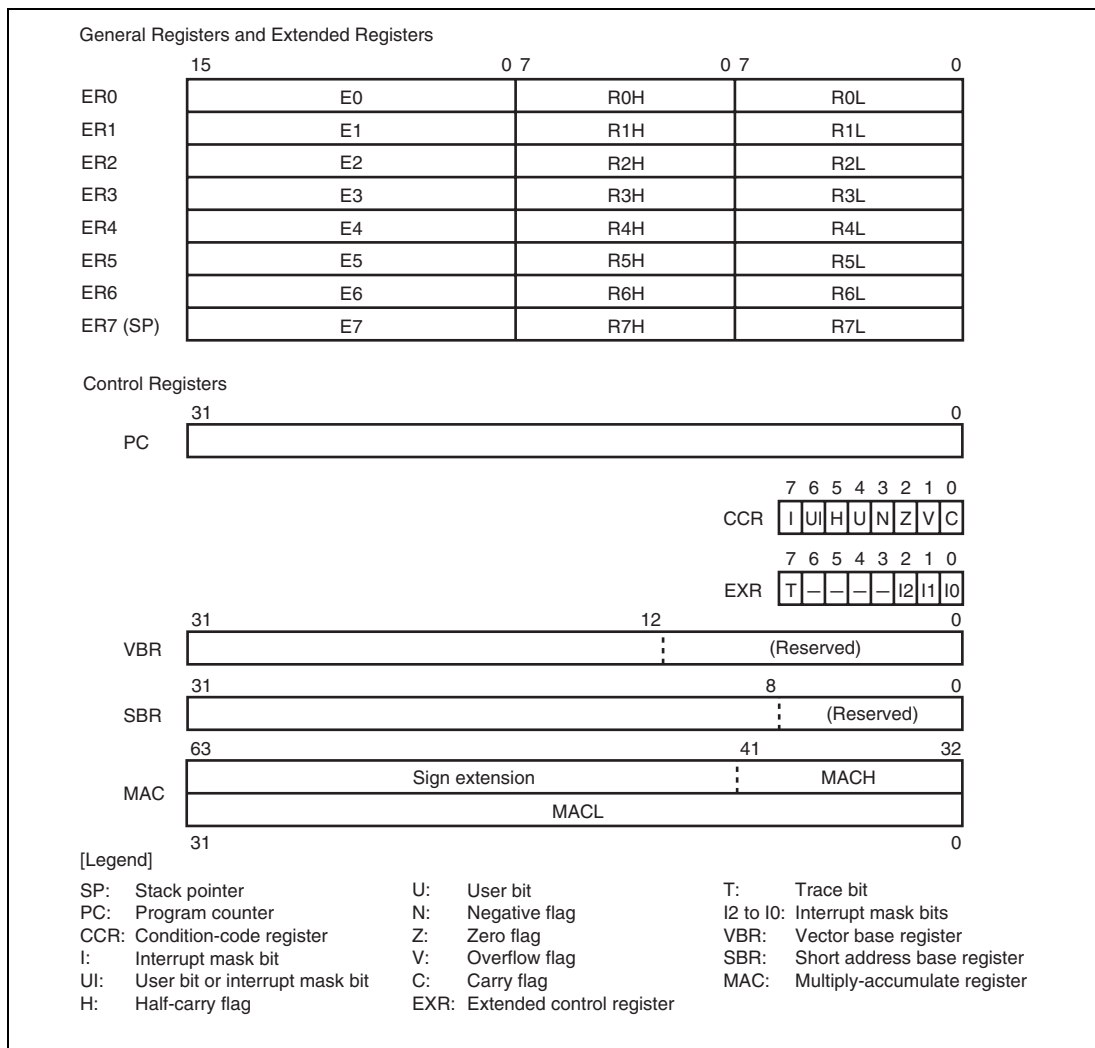 General Registers and Extended Registers
15 0 7 0 7 0
ER0 E0 R0H R0L
ER1 E1 R1H R1L
ER2 E2 R2H R2L
ER3 E3 R3H R3L
ER4 E4 R4H R4L
ER5 E5 R5H R5L
ER6 E6 R6H R6L
ER7 (SP) E7 R7H R7L
Control Registers
31 0
PC
7 6 5 4 3 2 1 0
CCR I UI H U N Z V C
7 6 5 4 3 2 1 0
EXR T — — — — I2 I1 I0
31 12 0
VBR (Reserved)
31 8 0
SBR (Reserved)
63 41 32
MAC Sign extension MACH
MACL
31 0
[Legend]
SP: Stack pointer U: User bit T: Trace bit
PC: Program counter N: Negative flag I2 to I0: Interrupt mask bits
CCR: Condition-code register Z: Zero flag VBR: Vector base register
I: Interrupt mask bit V: Overflow flag SBR: Short address base register
UI: User bit or interrupt mask bit C: Carry flag MAC: Multiply-accumulate register
H: Half-carry flag EXR: Extended control register